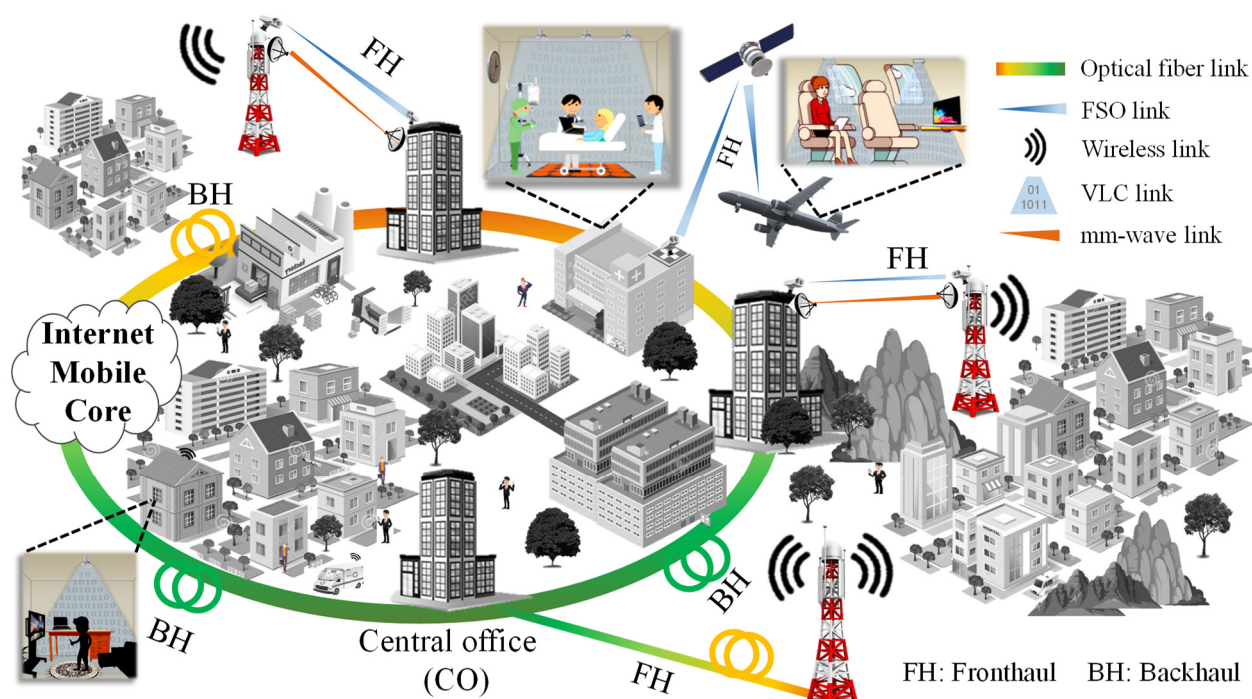 FH
Optical fiber link
FSO link
Wireless link
01
1011
VLC link
mm-wave link
FH
BH
FH
Internet
Mobile
Core
BH
BH
Central office
(CO)
FH
FH: Fronthaul BH: Backhaul